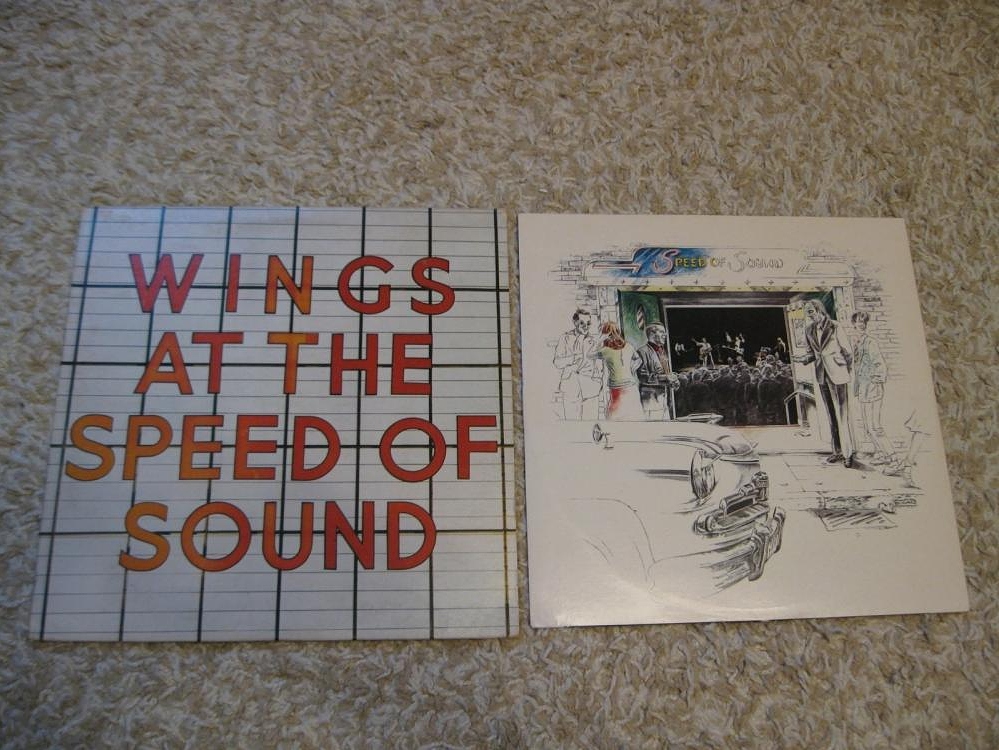 WINGS
AT THE
SPEED OF
SOUND
SPEED OF SOUND